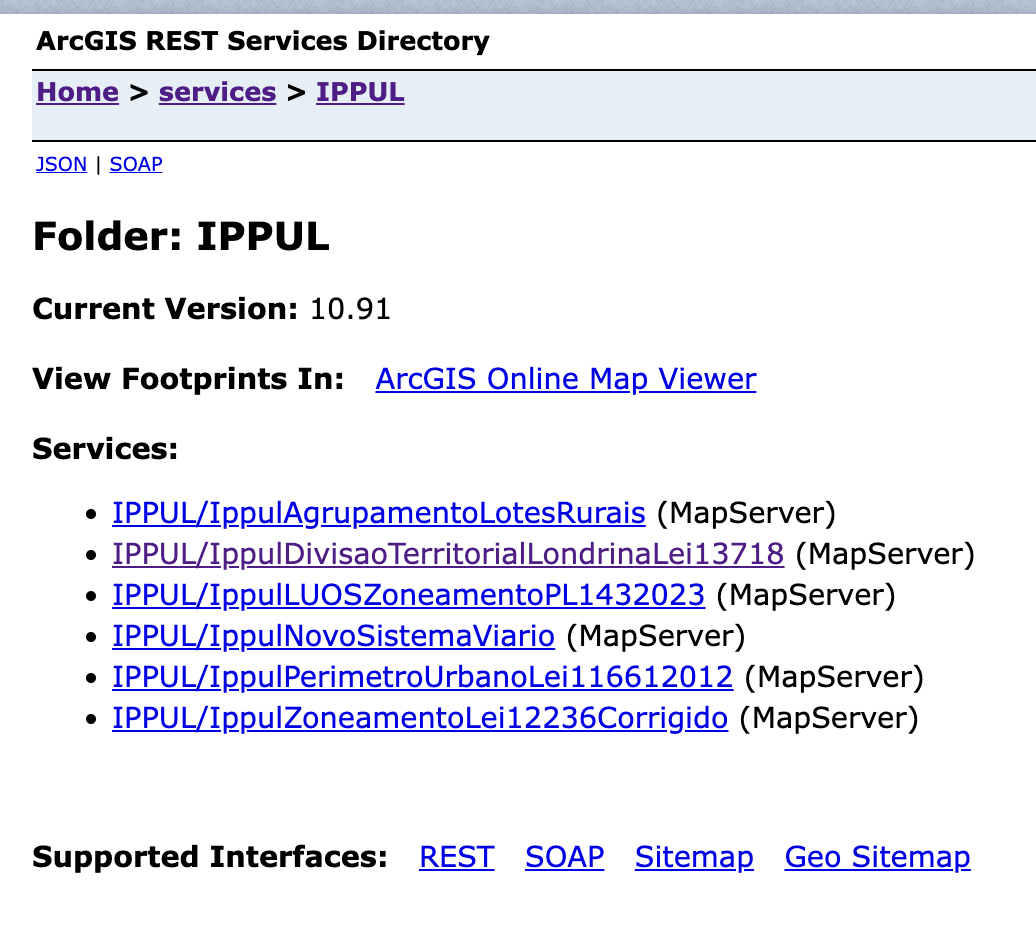 ArcGIS REST Services Directory
Home > services > IPPUL
JSON | SOAP
Folder: IPPUL
Current Version: 10.91
View Footprints In: ArcGIS Online Map Viewer
Services:
• IPPUL/IppulAgrupamentoLotesRurais (MapServer)
• IPPUL/IppulDivisaoTerritorialLondrinaLei13718 (MapServer)
• IPPUL/IppulLUOSZoneamentoPL1432023 (MapServer)
• IPPUL/IppulNovoSistemaViario (MapServer)
• IPPUL/IppulPerimetroUrbanoLei116612012 (MapServer)
• IPPUL/IppulZoneamentoLei12236Corrigido (MapServer)
Supported Interfaces: REST SOAP Sitemap Geo Sitemap